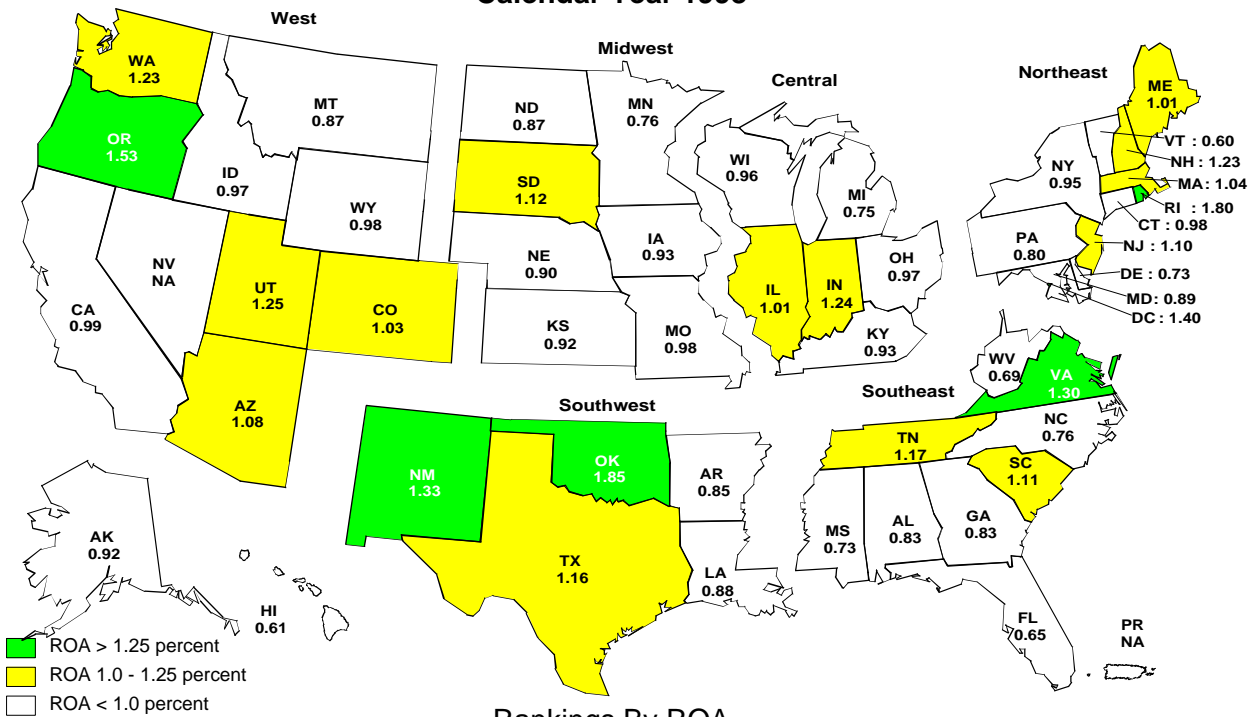 West
Midwest
Central
Northeast
WA
1.23
OR
1.53
MT
0.87
ID
0.97
WY
0.98
NV
NA
CA
0.99
UT
1.25
CO
1.03
AZ
1.08
AK
0.92
HI
0.61
ND
0.87
MN
0.76
SD
1.12
NE
0.90
IA
0.93
KS
0.92
MO
0.98
WI
0.96
MI
0.75
IL
1.01
IN
1.24
OH
0.97
KY
0.93
ME
1.01
NY
0.95
PA
0.80
VT : 0.60
NH : 1.23
MA : 1.04
RI : 1.80
CT : 0.98
NJ : 1.10
DE : 0.73
MD : 0.89
DC : 1.40
Southwest
NM
1.33
OK
1.85
TX
1.16
AR
0.85
LA
0.88
Southeast
WV
0.69
VA
1.30
NC
0.76
TN
1.17
SC
1.11
MS
0.73
AL
0.83
GA
0.83
FL
0.65
PR
NA
ROA > 1.25 percent
ROA 1.0 - 1.25 percent
ROA < 1.0 percent